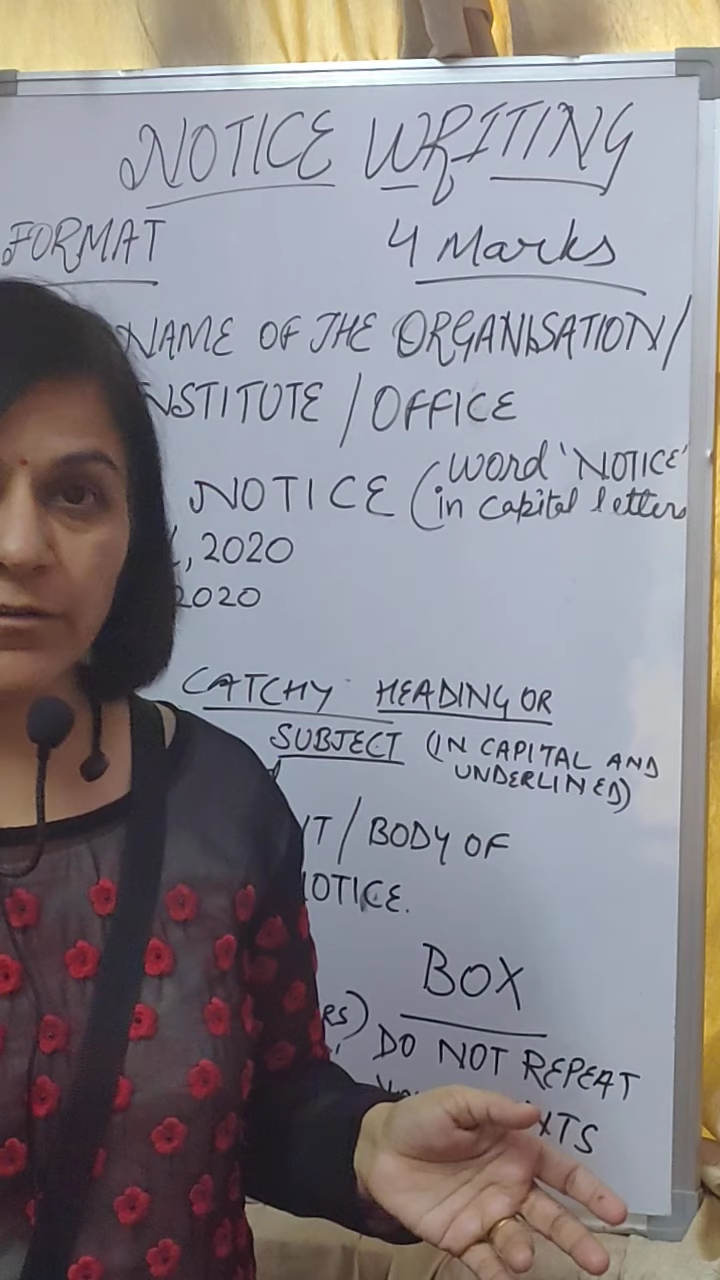 NOTICE WRITING
FORMAT 4 Marks
NAME OF THE ORGANISATION/
NSTITUTE / OFFICE
NOTICE (Word 'NOTICE'
in capital letters
, 2020
2020
CATCHY HEADING OR
SUBJECT (IN CAPITAL AND
UNDERLINED)
/ BODY OF
OTICE.
BOX
RS) DO NOT REPEAT